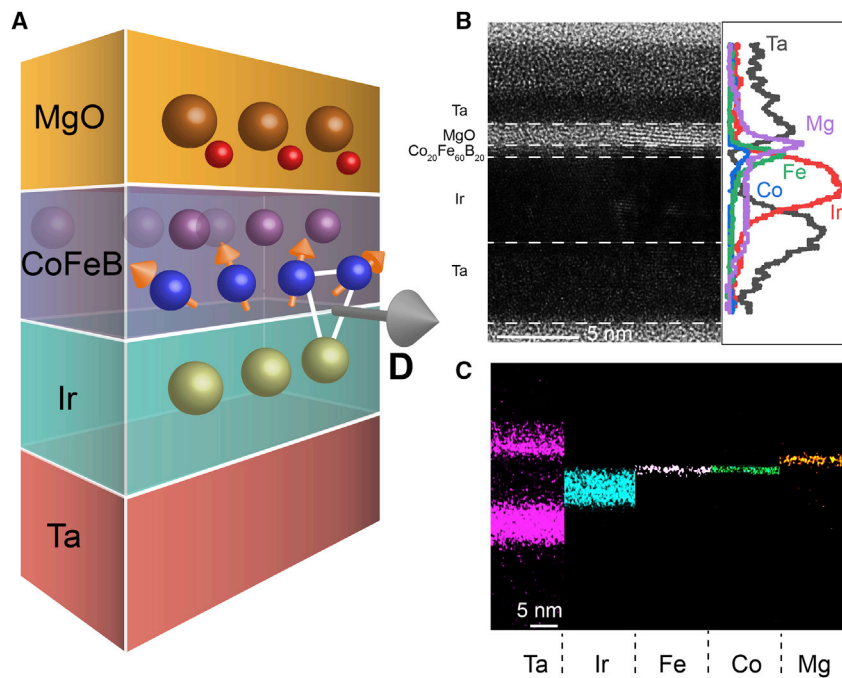 A
MgO
CoFeB
Ir
Ta
D
B
Ta
MgO
Co₂₀Fe₆₀B₂₀
Ir
Ta
5 nm
Ta
Mg
Fe
Co
Ir
C
5 nm
Ta Ir Fe Co Mg